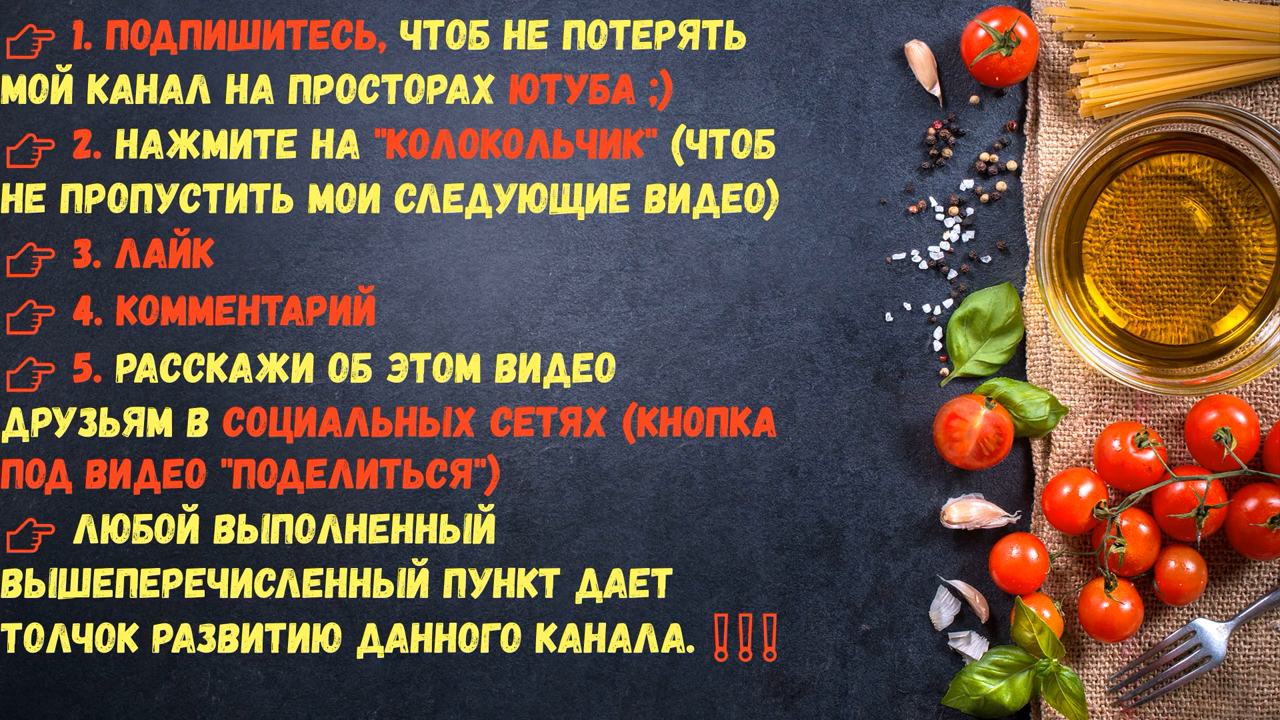 👉 1. ПОДПИШИТЕСЬ, ЧТОБ НЕ ПОТЕРЯТЬ
МОЙ КАНАЛ НА ПРОСТОРАХ ЮТУБА ;)
👉 2. НАЖМИТЕ НА "КОЛОКОЛЬЧИК" (ЧТОБ
НЕ ПРОПУСТИТЬ МОИ СЛЕДУЮЩИЕ ВИДЕО)
👉 3. ЛАЙК
👉 4. КОММЕНТАРИЙ
👉 5. РАССКАЖИ ОБ ЭТОМ ВИДЕО
ДРУЗЬЯМ В СОЦИАЛЬНЫХ СЕТЯХ (КНОПКА
ПОД ВИДЕО "ПОДЕЛИТЬСЯ")
👉 ЛЮБОЙ ВЫПОЛНЕННЫЙ
ВЫШЕПЕРЕЧИСЛЕННЫЙ ПУНКТ ДАЕТ
ТОЛЧОК РАЗВИТИЮ ДАННОГО КАНАЛА. !!!